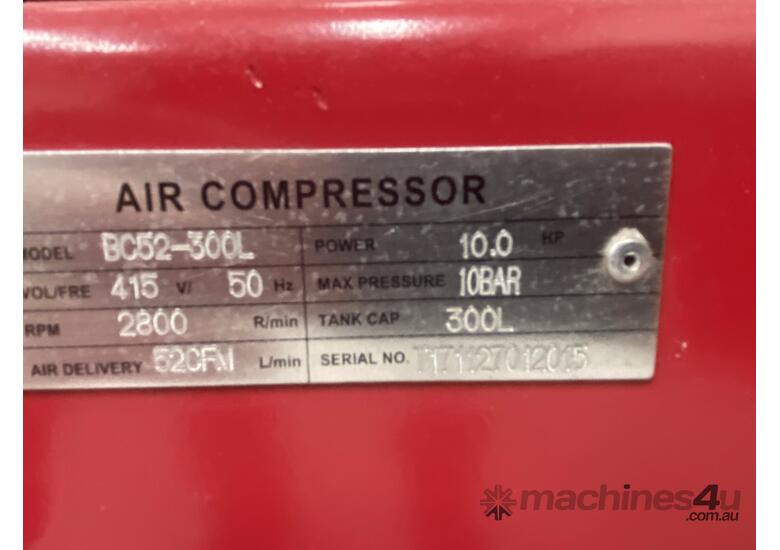 AIR COMPRESSOR
MODEL BC52-300L POWER 10.0 HP
VOL/FRE 415 V/ 50 Hz MAX PRESSURE 10BAR
RPM 2800 R/min TANK CAP 300L
AIR DELIVERY 52CFM L/min SERIAL NO. T171127012015
machines4u
.com.au